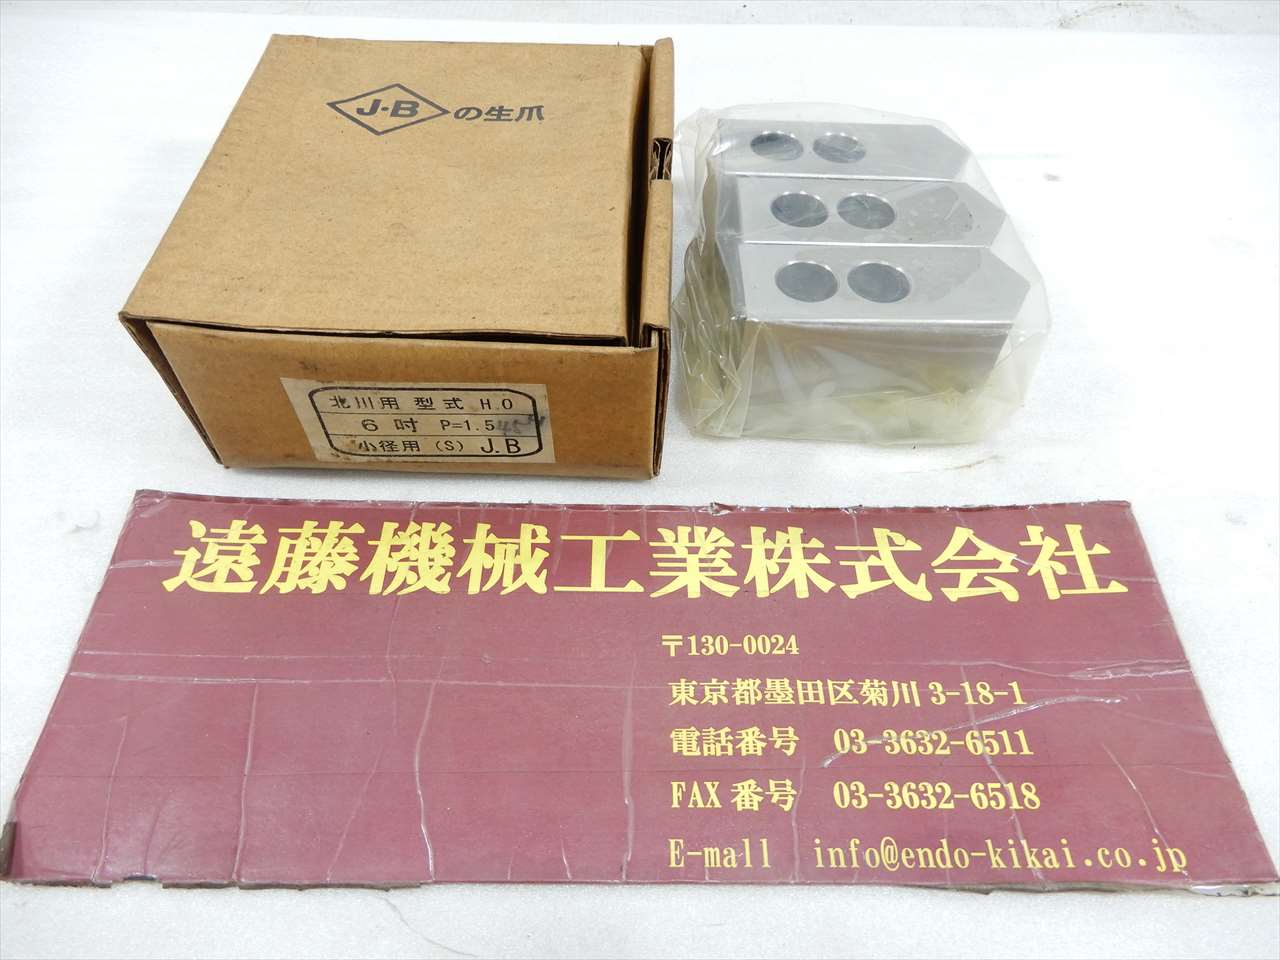 J·B の生爪
北川用 型式 H.0
6吋 P=1.5
小径用 (S) J.B
遠藤機械工業株式会社
〒130-0024
東京都墨田区菊川 3-18-1
電話番号 03-3632-6511
FAX 番号 03-3632-6518
E-mall info@endo-kikai.co.jp